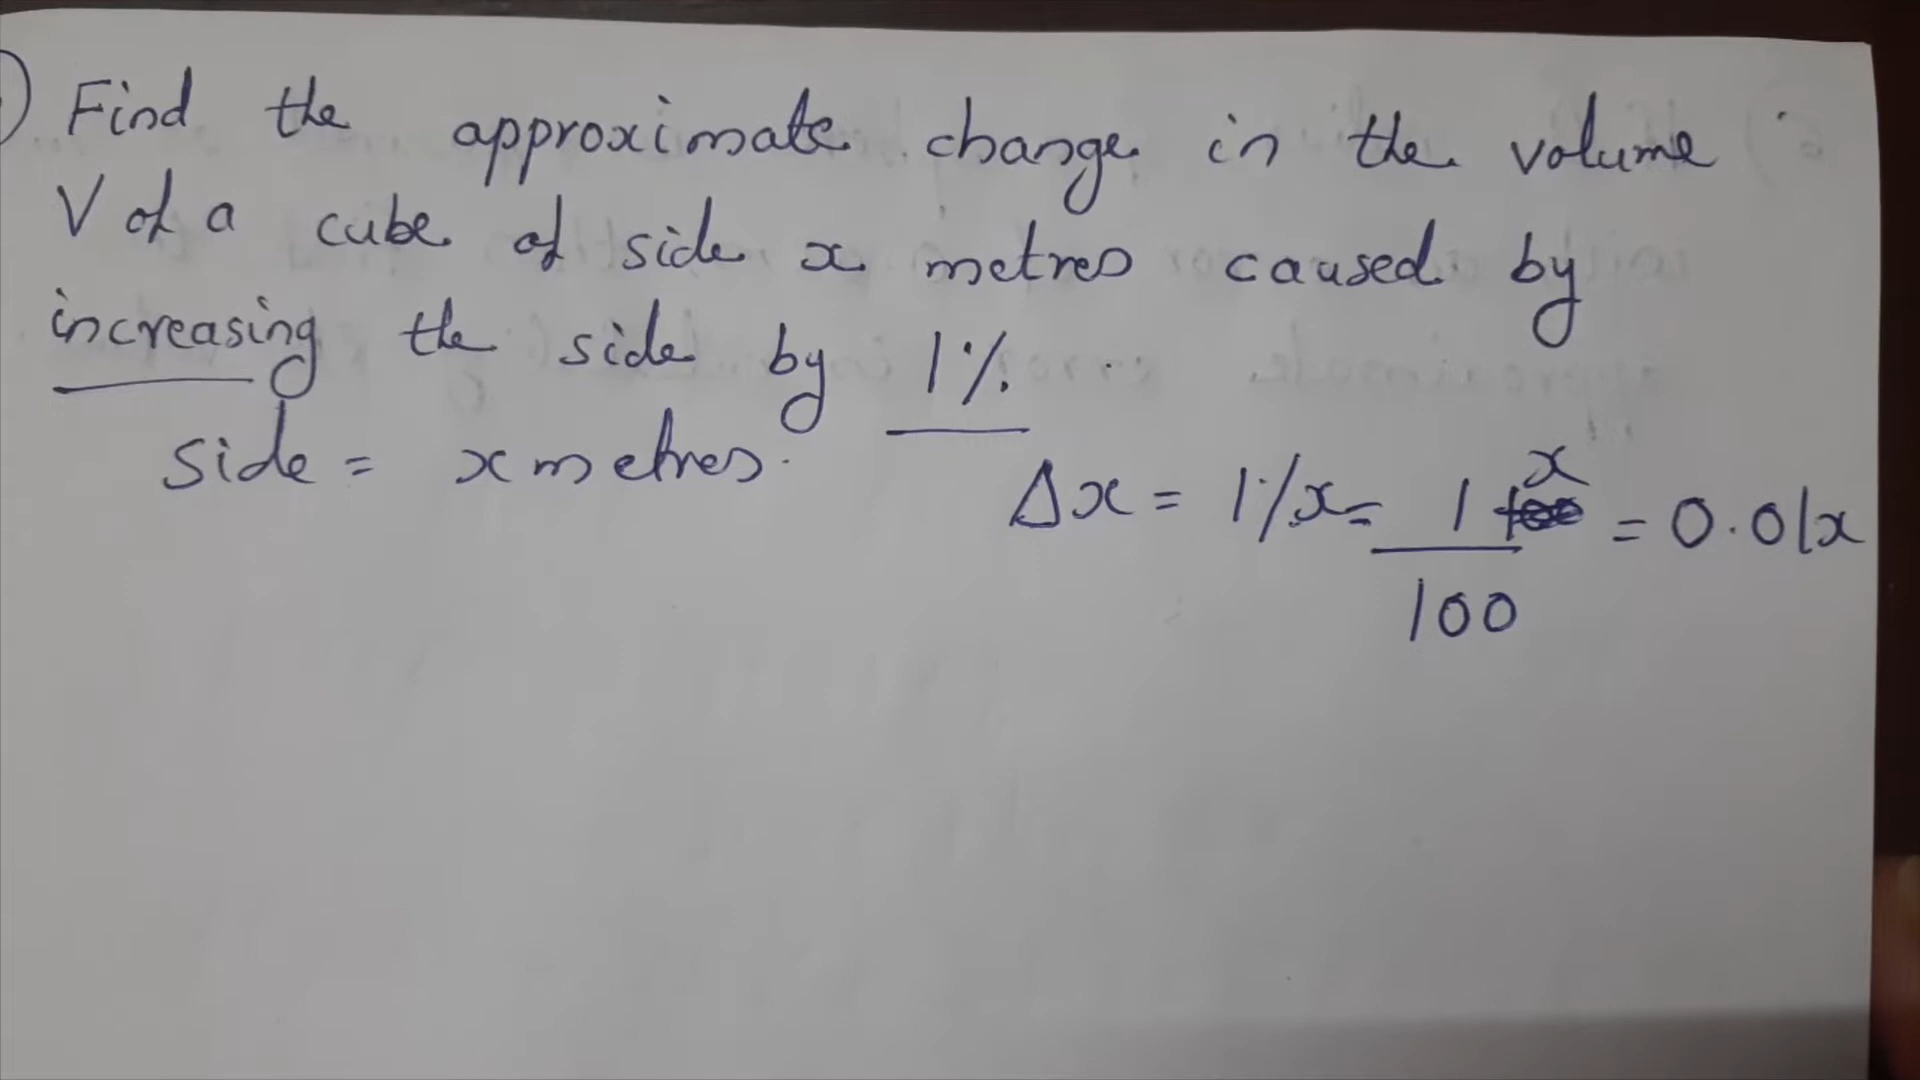 Find the approximate change in the volume
V of a cube of side x metres caused by
increasing the side by 1%.
side = x metres.
Δx = 1% x = 1 x / 100 = 0.01x